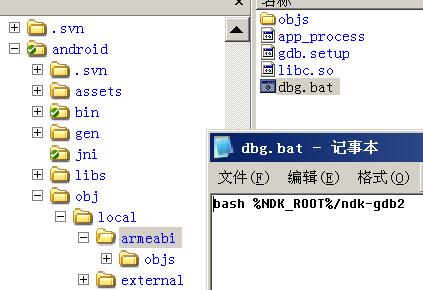 .svn
android
.svn
assets
bin
gen
jni
libs
obj
local
armeabi
objs
external
名称
objs
app_process
gdb.setup
libc.so
dbg.bat
dbg.bat - 记事本
文件(F) 编辑(E) 格式(O)
bash %NDK_ROOT%/ndk-gdb2